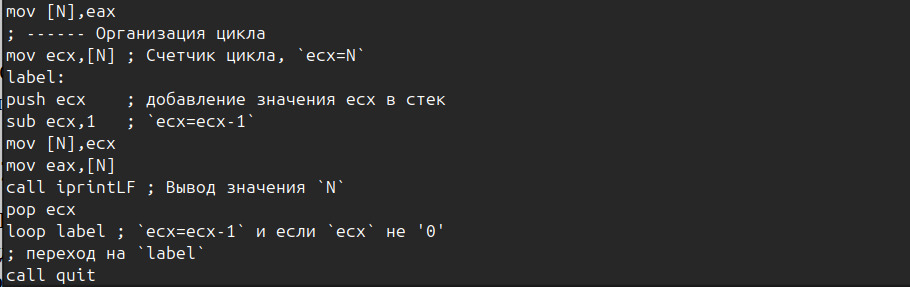 mov [N],eax
; ------ Организация цикла
mov ecx,[N] ; Счетчик цикла, `ecx=N`
label:
push ecx    ; добавление значения ecx в стек
sub ecx,1   ; `ecx=ecx-1`
mov [N],ecx
mov eax,[N]
call iprintLF ; Вывод значения `N`
pop ecx
loop label ; `ecx=ecx-1` и если `ecx` не '0'
; переход на `label`
call quit